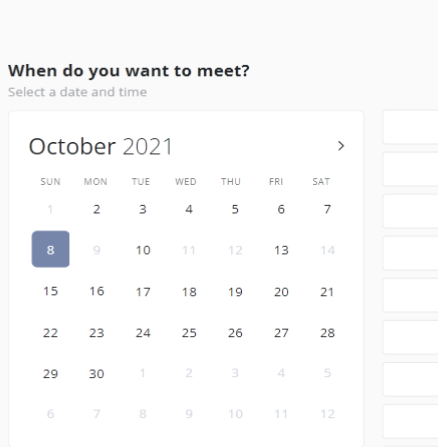 When do you want to meet?
Select a date and time
October 2021
SUN MON TUE WED THU FRI SAT
1 2 3 4 5 6 7
8 9 10 11 12 13 14
15 16 17 18 19 20 21
22 23 24 25 26 27 28
29 30 1 2 3 4 5
6 7 8 9 10 11 12